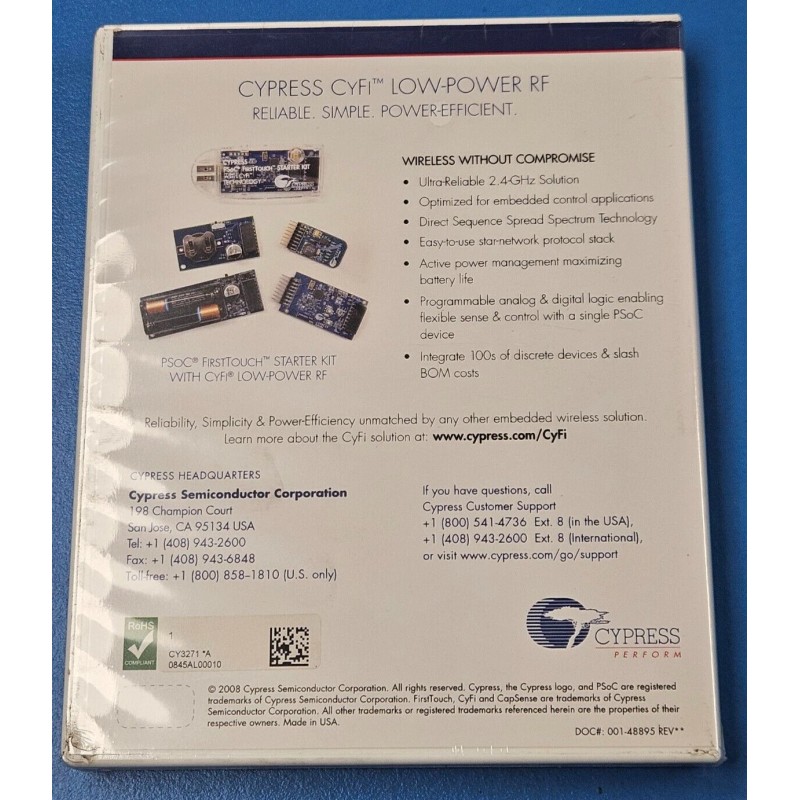 CYPRESS CYFI™ LOW-POWER RF
RELIABLE. SIMPLE. POWER-EFFICIENT.
CYPRESS
PSoC® FIRSTTOUCH™ STARTER KIT
WITH CYFI™
TECHNOLOGY
WIRELESS WITHOUT COMPROMISE
• Ultra-Reliable 2.4-GHz Solution
• Optimized for embedded control applications
• Direct Sequence Spread Spectrum Technology
• Easy-to-use star-network protocol stack
• Active power management maximizing
battery life
• Programmable analog & digital logic enabling
flexible sense & control with a single PSoC
device
• Integrate 100s of discrete devices & slash
BOM costs
PSOC® FIRSTTOUCH™ STARTER KIT
WITH CYFI® LOW-POWER RF
Reliability, Simplicity & Power-Efficiency unmatched by any other embedded wireless solution.
Learn more about the CyFi solution at: www.cypress.com/CyFi
CYPRESS HEADQUARTERS
Cypress Semiconductor Corporation
198 Champion Court
San Jose, CA 95134 USA
Tel: +1 (408) 943-2600
Fax: +1 (408) 943-6848
Toll-free: +1 (800) 858-1810 (U.S. only)
If you have questions, call
Cypress Customer Support
+1 (800) 541-4736 Ext. 8 (in the USA),
+1 (408) 943-2600 Ext. 8 (International),
or visit www.cypress.com/go/support
RoHS
COMPLIANT
1
CY3271 *A
0845AL00010
CYPRESS
PERFORM
© 2008 Cypress Semiconductor Corporation. All rights reserved. Cypress, the Cypress logo, and PSoC are registered
trademarks of Cypress Semiconductor Corporation. FirstTouch, CyFi and CapSense are trademarks of Cypress
Semiconductor Corporation. All other trademarks or registered trademarks referenced herein are the properties of their
respective owners. Made in USA.
DOC#: 001-48895 REV**